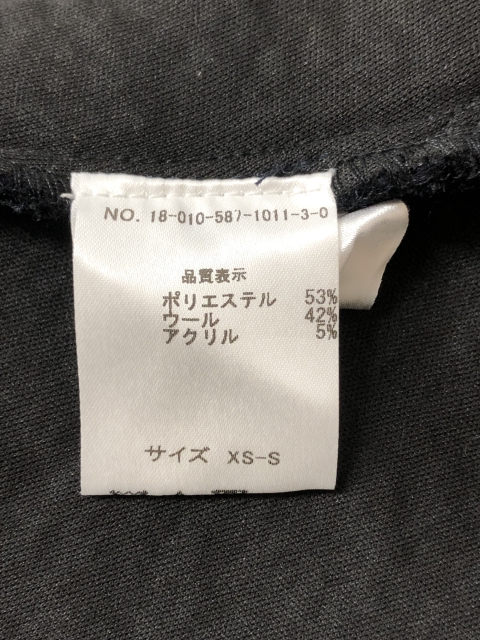 NO. 18-010-587-1011-3-0
品質表示
ポリエステル 53%
ウール 42%
アクリル 5%
サイズ XS-S